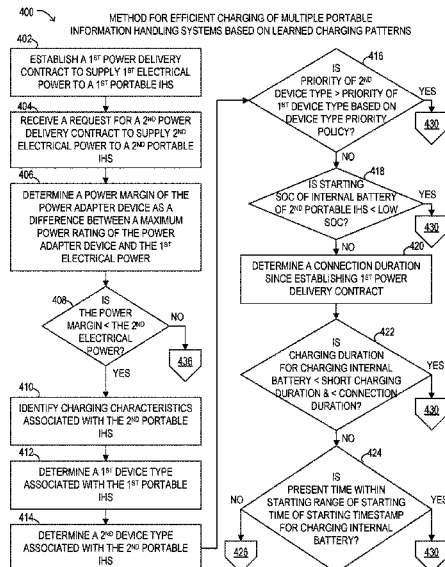 400
METHOD FOR EFFICIENT CHARGING OF MULTIPLE PORTABLE
INFORMATION HANDLING SYSTEMS BASED ON LEARNED CHARGING PATTERNS
402
ESTABLISH A 1ST POWER DELIVERY
CONTRACT TO SUPPLY 1ST ELECTRICAL
POWER TO A 1ST PORTABLE IHS
404
RECEIVE A REQUEST FOR A 2ND POWER
DELIVERY CONTRACT TO SUPPLY 2ND
ELECTRICAL POWER TO A 2ND PORTABLE
IHS
406
DETERMINE A POWER MARGIN OF THE
POWER ADAPTER DEVICE AS A
DIFFERENCE BETWEEN A MAXIMUM
POWER RATING OF THE POWER
ADAPTER DEVICE AND THE 1ST
ELECTRICAL POWER
408
IS
THE POWER
MARGIN < THE 2ND
ELECTRICAL
POWER?
NO
436
YES
410
IDENTIFY CHARGING CHARACTERISTICS
ASSOCIATED WITH THE 2ND PORTABLE
IHS
412
DETERMINE A 1ST DEVICE TYPE
ASSOCIATED WITH THE 1ST PORTABLE
IHS
414
DETERMINE A 2ND DEVICE TYPE
ASSOCIATED WITH THE 2ND PORTABLE
IHS
416
IS
PRIORITY OF 2ND
DEVICE TYPE > PRIORITY OF
1ST DEVICE TYPE BASED ON
DEVICE TYPE PRIORITY
POLICY?
YES
430
NO
418
IS STARTING
SOC OF INTERNAL BATTERY
OF 2ND PORTABLE IHS < LOW
SOC?
YES
430
NO
420
DETERMINE A CONNECTION DURATION
SINCE ESTABLISHING 1ST POWER
DELIVERY CONTRACT
422
IS
CHARGING DURATION
FOR CHARGING INTERNAL
BATTERY < SHORT CHARGING
DURATION & < CONNECTION
DURATION?
YES
430
NO
424
IS
PRESENT TIME WITHIN
STARTING RANGE OF STARTING
TIME OF STARTING TIMESTAMP
FOR CHARGING INTERNAL
BATTERY?
NO
YES
426
430